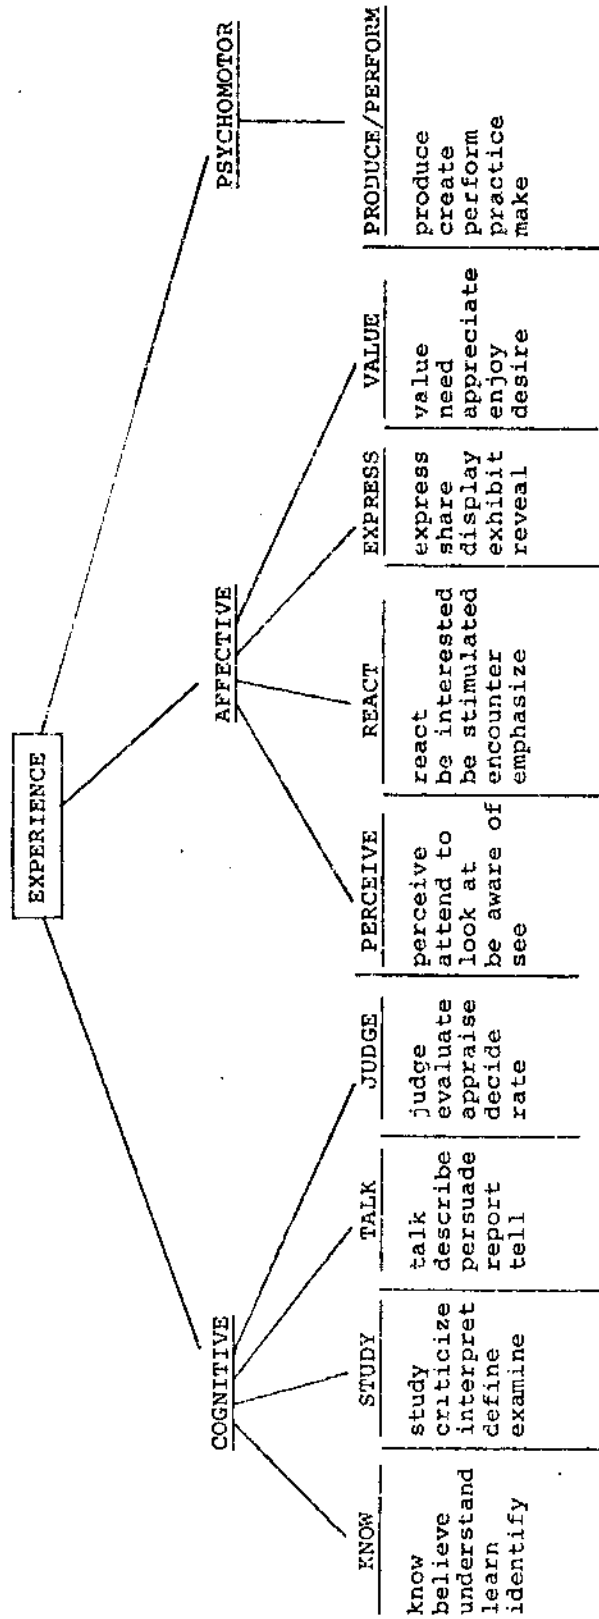 EXPERIENCE
COGNITIVE
AFFECTIVE
PSYCHOMOTOR
KNOW
know
believe
understand
learn
identify
STUDY
study
criticize
interpret
define
examine
TALK
talk
describe
persuade
report
tell
JUDGE
judge
evaluate
appraise
decide
rate
PERCEIVE
perceive
attend to
look at
be aware of
see
REACT
react
be interested
be stimulated
encounter
emphasize
EXPRESS
express
share
display
exhibit
reveal
VALUE
value
need
appreciate
enjoy
desire
PRODUCE/PERFORM
produce
create
perform
practice
make